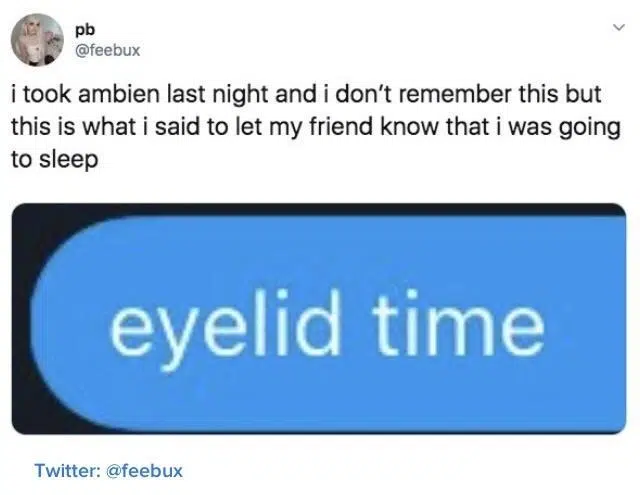 pb
@feebux
i took ambien last night and i don’t remember this but
this is what i said to let my friend know that i was going
to sleep
eyelid time
Twitter: @feebux